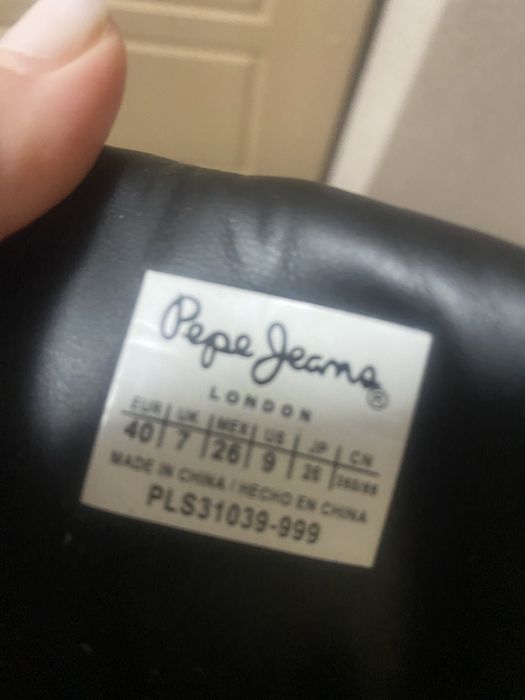 Pepe Jeans ®
LONDON
EUR UK MEX US JP CN
40 7 26 9 26
MADE IN CHINA / HECHO EN CHINA
PLS31039-999